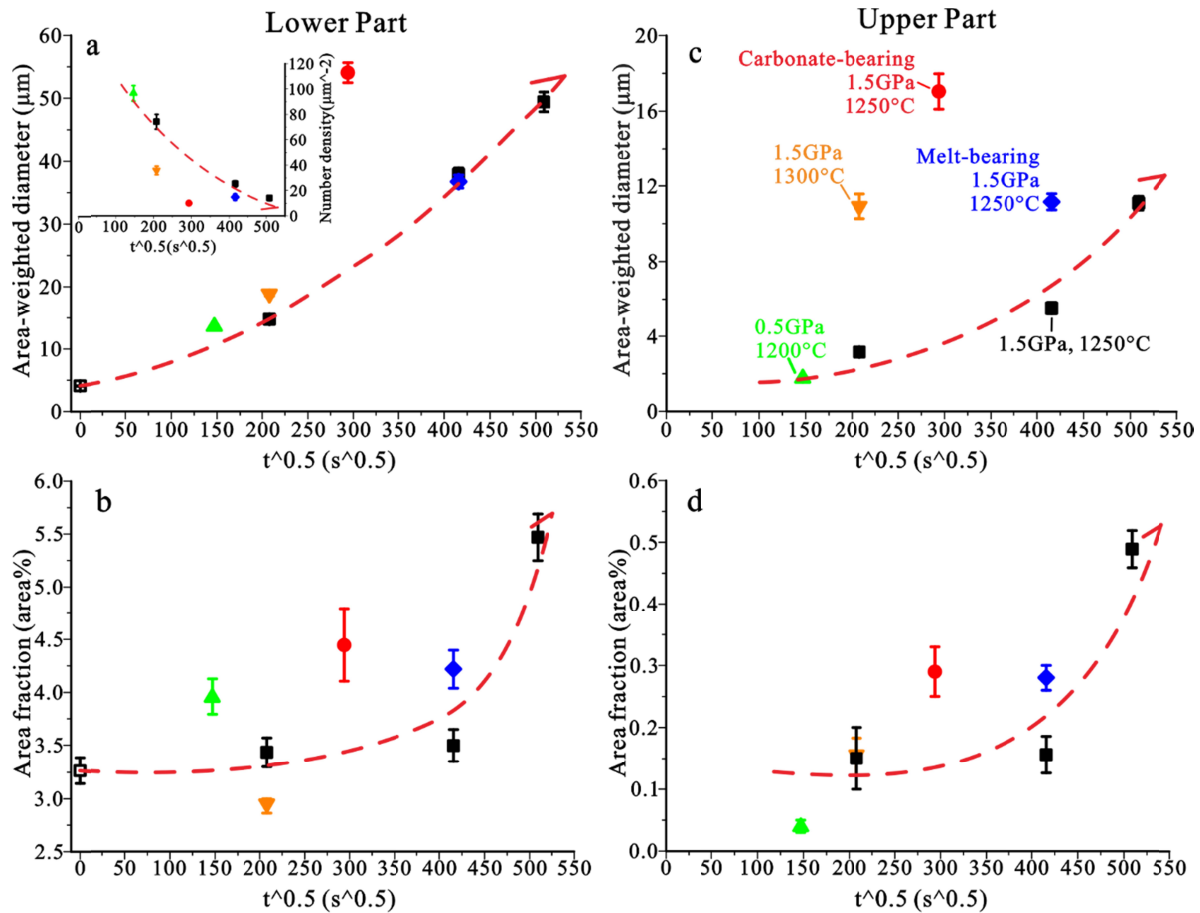 Lower Part
a
60
50
40
30
20
10
0
Area-weighted diameter (μm)
0 50 100 150 200 250 300 350 400 450 500 550
t^0.5 (s^0.5)
120
100
80
60
40
20
0
Number density(μm^-2)
0 100 200 300 400 500
t^0.5(s^0.5)
Upper Part
c
20
16
12
8
4
0
Area-weighted diameter (μm)
Carbonate-bearing
1.5GPa
1250°C
1.5GPa
1300°C
Melt-bearing
1.5GPa
1250°C
0.5GPa
1200°C
1.5GPa, 1250°C
0 50 100 150 200 250 300 350 400 450 500 550
t^0.5 (s^0.5)
b
6.0
5.5
5.0
4.5
4.0
3.5
3.0
2.5
Area fraction (area%)
0 50 100 150 200 250 300 350 400 450 500 550
t^0.5 (s^0.5)
d
0.6
0.5
0.4
0.3
0.2
0.1
0.0
Area fraction (area%)
0 50 100 150 200 250 300 350 400 450 500 550
t^0.5 (s^0.5)